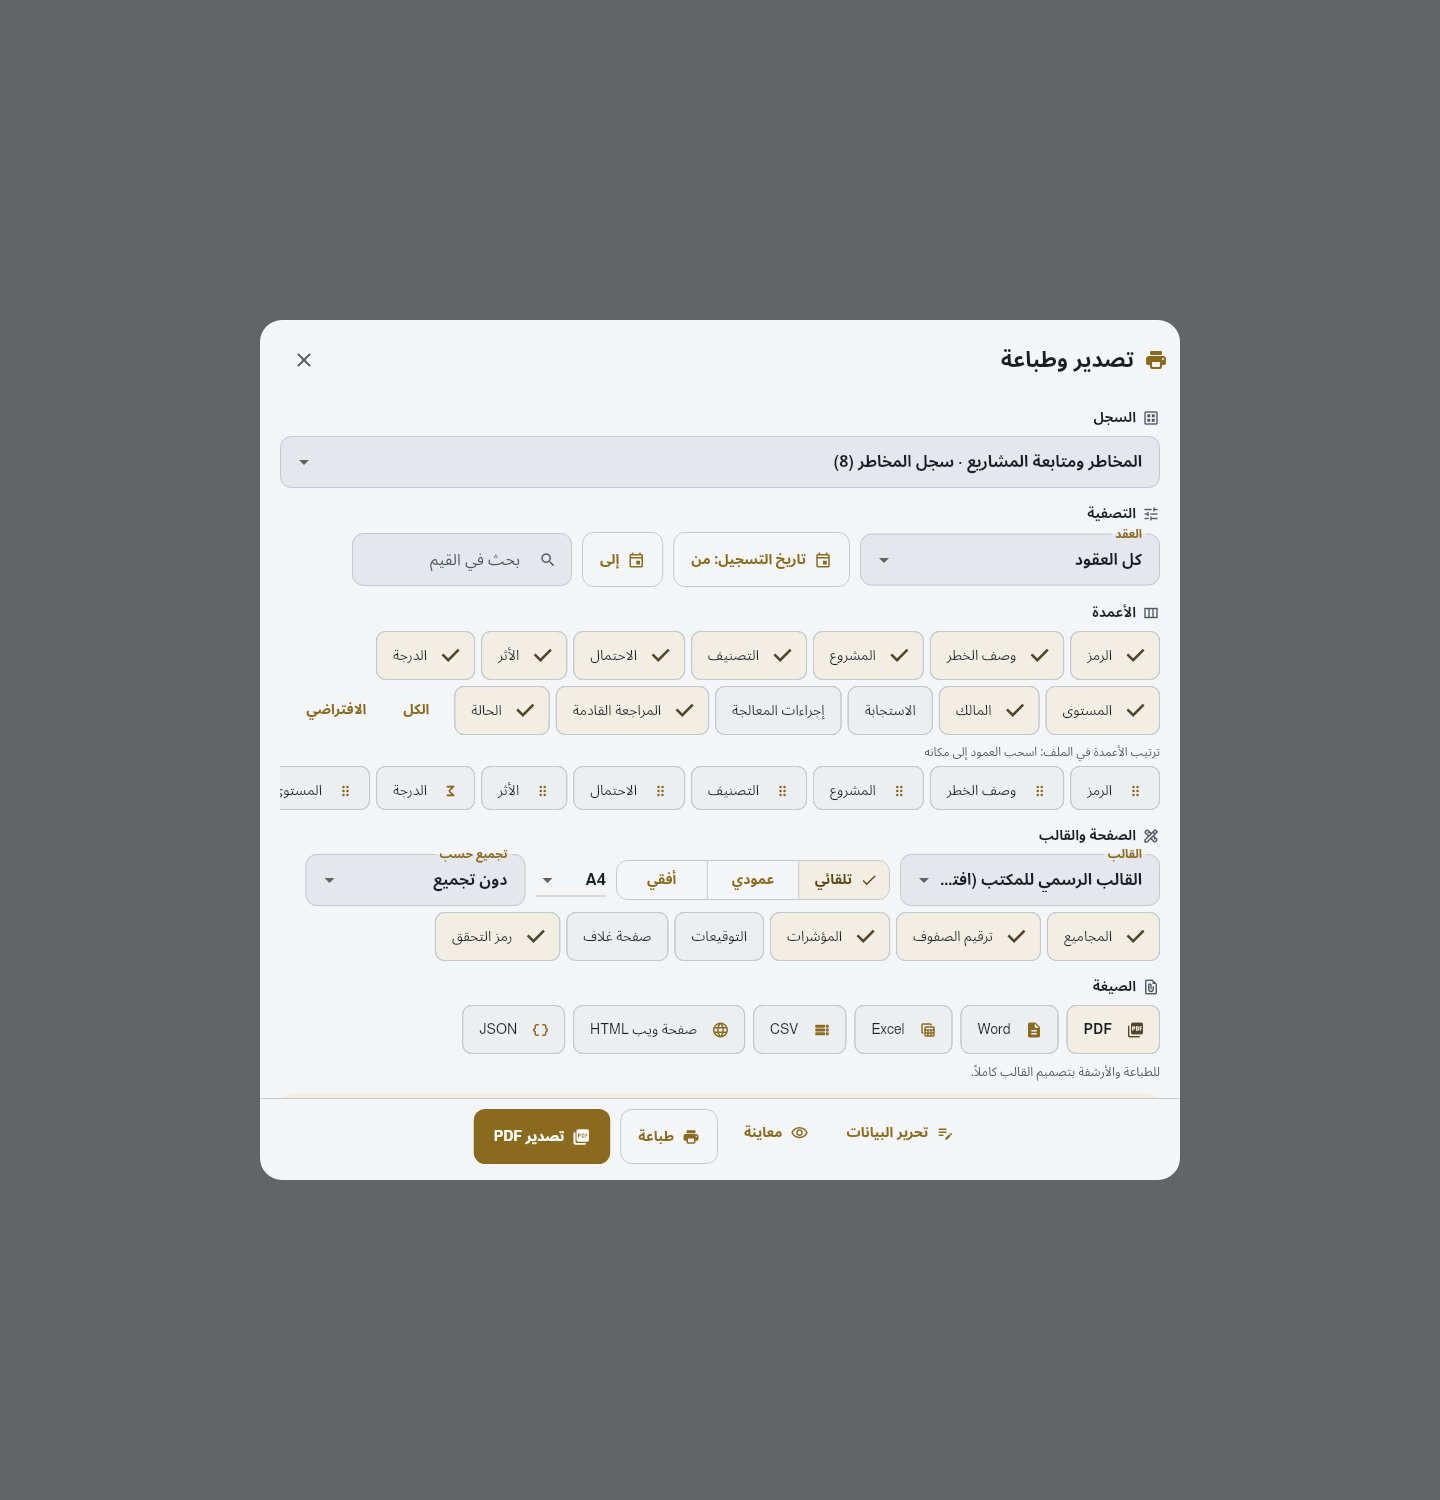 تصدير وطباعة
السجل
المخاطر ومتابعة المشاريع · سجل المخاطر (8)
التصفية
العقد
كل العقود تاريخ التسجيل: من إلى بحث في القيم
الأعمدة
الرمز وصف الخطر المشروع التصنيف الاحتمال الأثر الدرجة
المستوى المالك الاستجابة إجراءات المعالجة المراجعة القادمة الحالة الكل الافتراضي
ترتيب الأعمدة في الملف: اسحب العمود إلى مكانه
الرمز وصف الخطر المشروع التصنيف الاحتمال الأثر الدرجة المستوى
الصفحة والقالب
القالب تجميع حسب
القالب الرسمي للمكتب (افت... تلقائي عمودي أفقي A4 دون تجميع
المجاميع ترقيم الصفوف المؤشرات التوقيعات صفحة غلاف رمز التحقق
الصيغة
PDF Word Excel CSV صفحة ويب HTML JSON
للطباعة والأرشفة بتصميم القالب كاملاً.
تحرير البيانات معاينة طباعة تصدير PDF